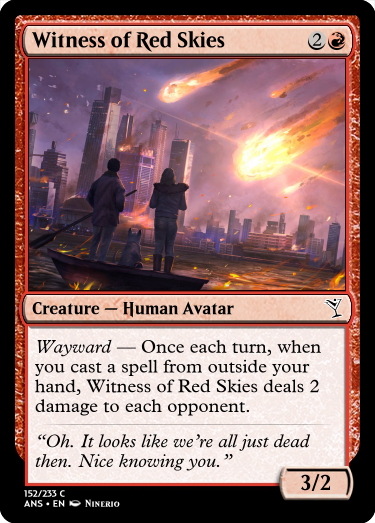 Witness of Red Skies 2
Creature — Human Avatar
Wayward — Once each turn, when
you cast a spell from outside your
hand, Witness of Red Skies deals 2
damage to each opponent.
“Oh. It looks like we’re all just dead
then. Nice knowing you.”
3/2
152/233 C
ANS • EN Ninerio